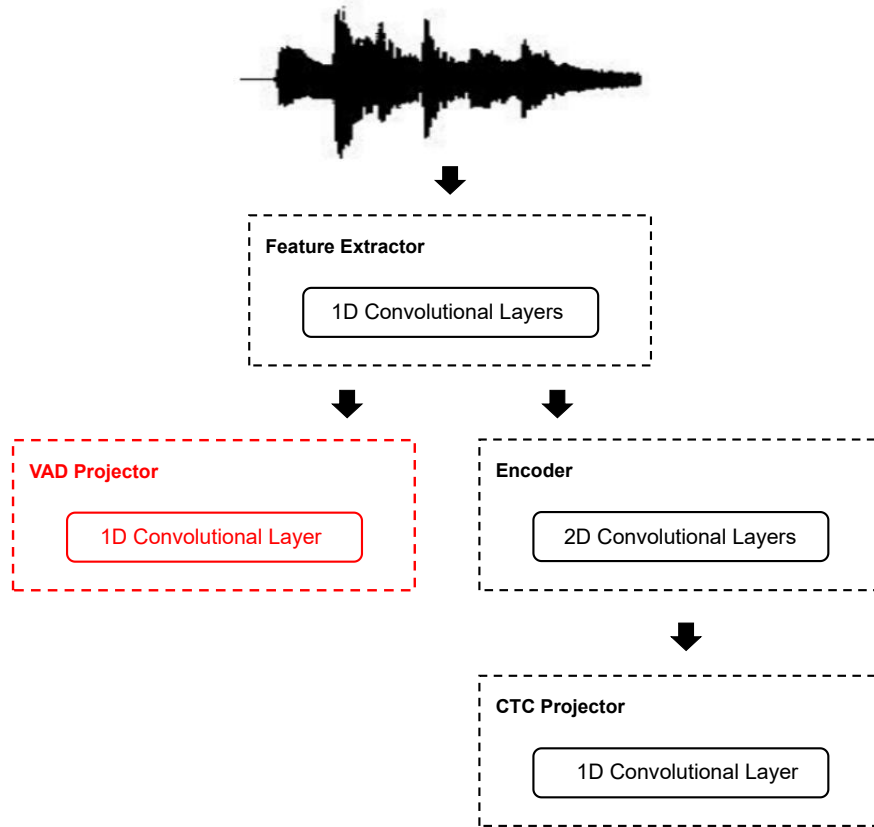 Feature Extractor
1D Convolutional Layers
VAD Projector
1D Convolutional Layer
Encoder
2D Convolutional Layers
CTC Projector
1D Convolutional Layer